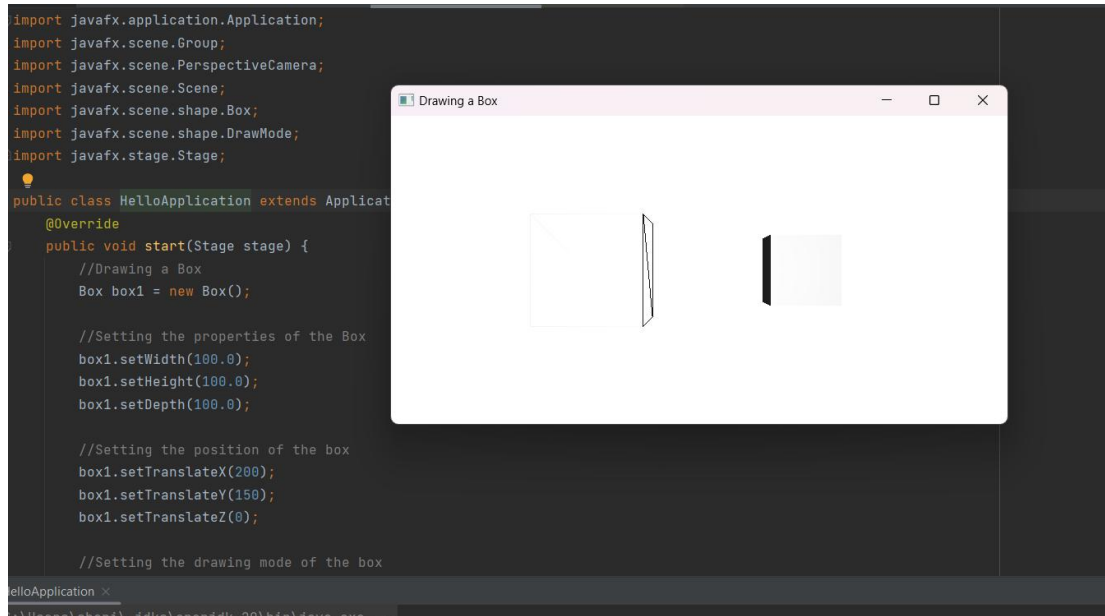 import javafx.application.Application;
import javafx.scene.Group;
import javafx.scene.PerspectiveCamera;
import javafx.scene.Scene;
import javafx.scene.shape.Box;
import javafx.scene.shape.DrawMode;
import javafx.stage.Stage;
public class HelloApplication extends Applicat
@Override
public void start(Stage stage) {
//Drawing a Box
Box box1 = new Box();
//Setting the properties of the Box
box1.setWidth(100.0);
box1.setHeight(100.0);
box1.setDepth(100.0);
//Setting the position of the box
box1.setTranslateX(200);
box1.setTranslateY(150);
box1.setTranslateZ(0);
//Setting the drawing mode of the box
Drawing a Box
elloApplication